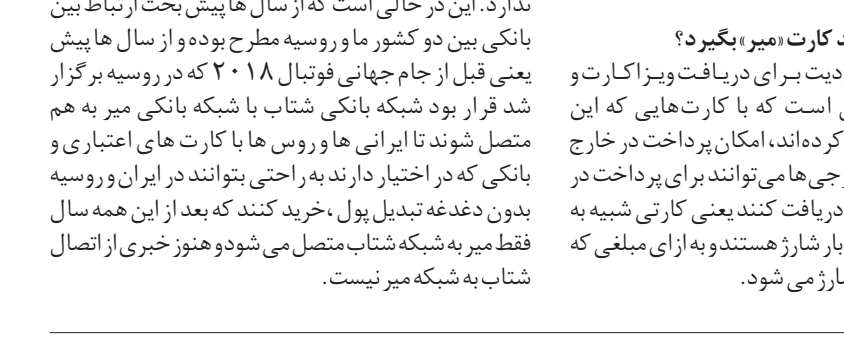 د کارت «میر» بگیرد؟
ودیت بـرای دریـافـت ویـزا کـارت و
است که با کارت‌هایی که این
کرده‌اند، امکان پرداخت در خارج
جی‌ها می‌توانند برای پرداخت در
دریافت کنند یعنی کارتی شبیه به
بار شارژ هستند و به ازای مبلغی که
ارژ می شود.
ندارد. این در حالی است که از سال ها پیش بحث ارتباط بین
بانکی بین دو کشور ما و روسیه مطرح بوده و از سال ها پیش
یعنی قبل از جام جهانی فوتبال ۲۰۱۸ که در روسیه برگزار
شد قرار بود شبکه بانکی شتاب با شبکه بانکی میر به هم
متصل شوند تا ایرانی ها و روس ها با کارت های اعتباری و
بانکی که در اختیار دارند به راحتی بتوانند در ایران و روسیه
بدون دغدغه تبدیل پول ،خرید کنند که بعد از این همه سال
فقط میر به شبکه شتاب متصل می شود و هنوز خبری از اتصال
شتاب به شبکه میر نیست.